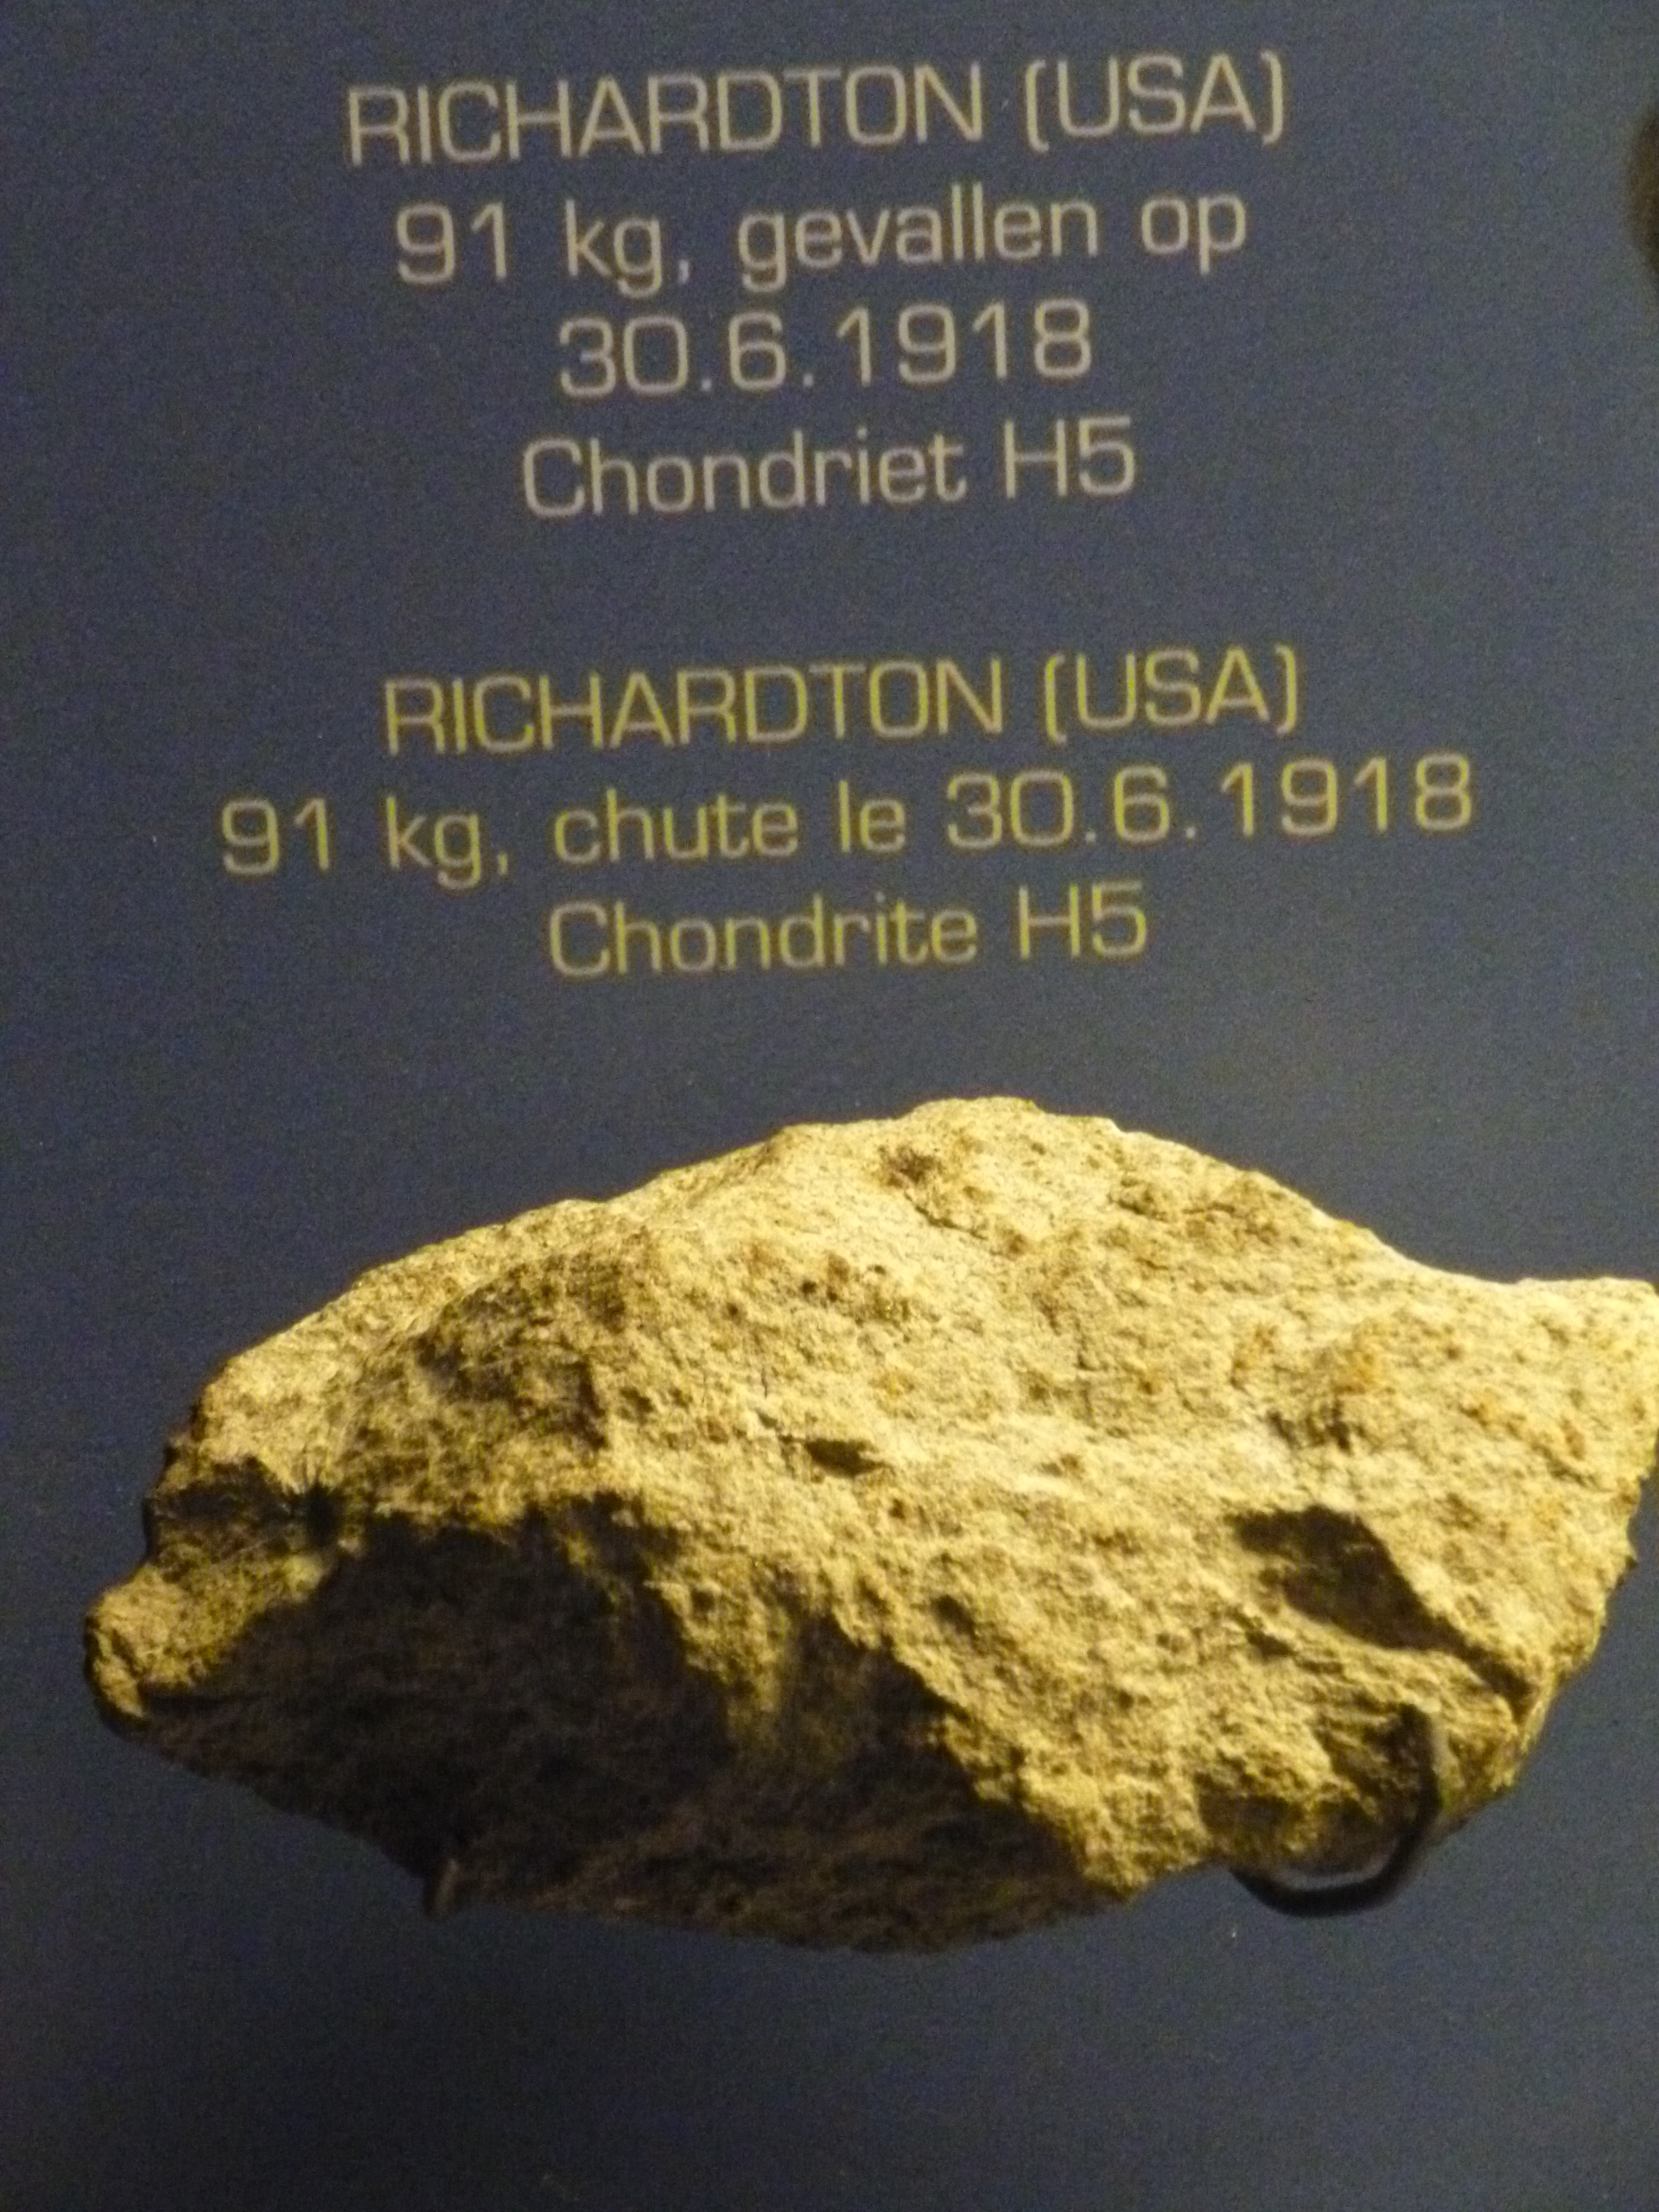 RICHARDTON (USA)
91 kg, gevallen op
30.6.1918
Chondriet H5
RICHARDTON (USA)
91 kg, chute le 30.6.1918
Chondrite H5